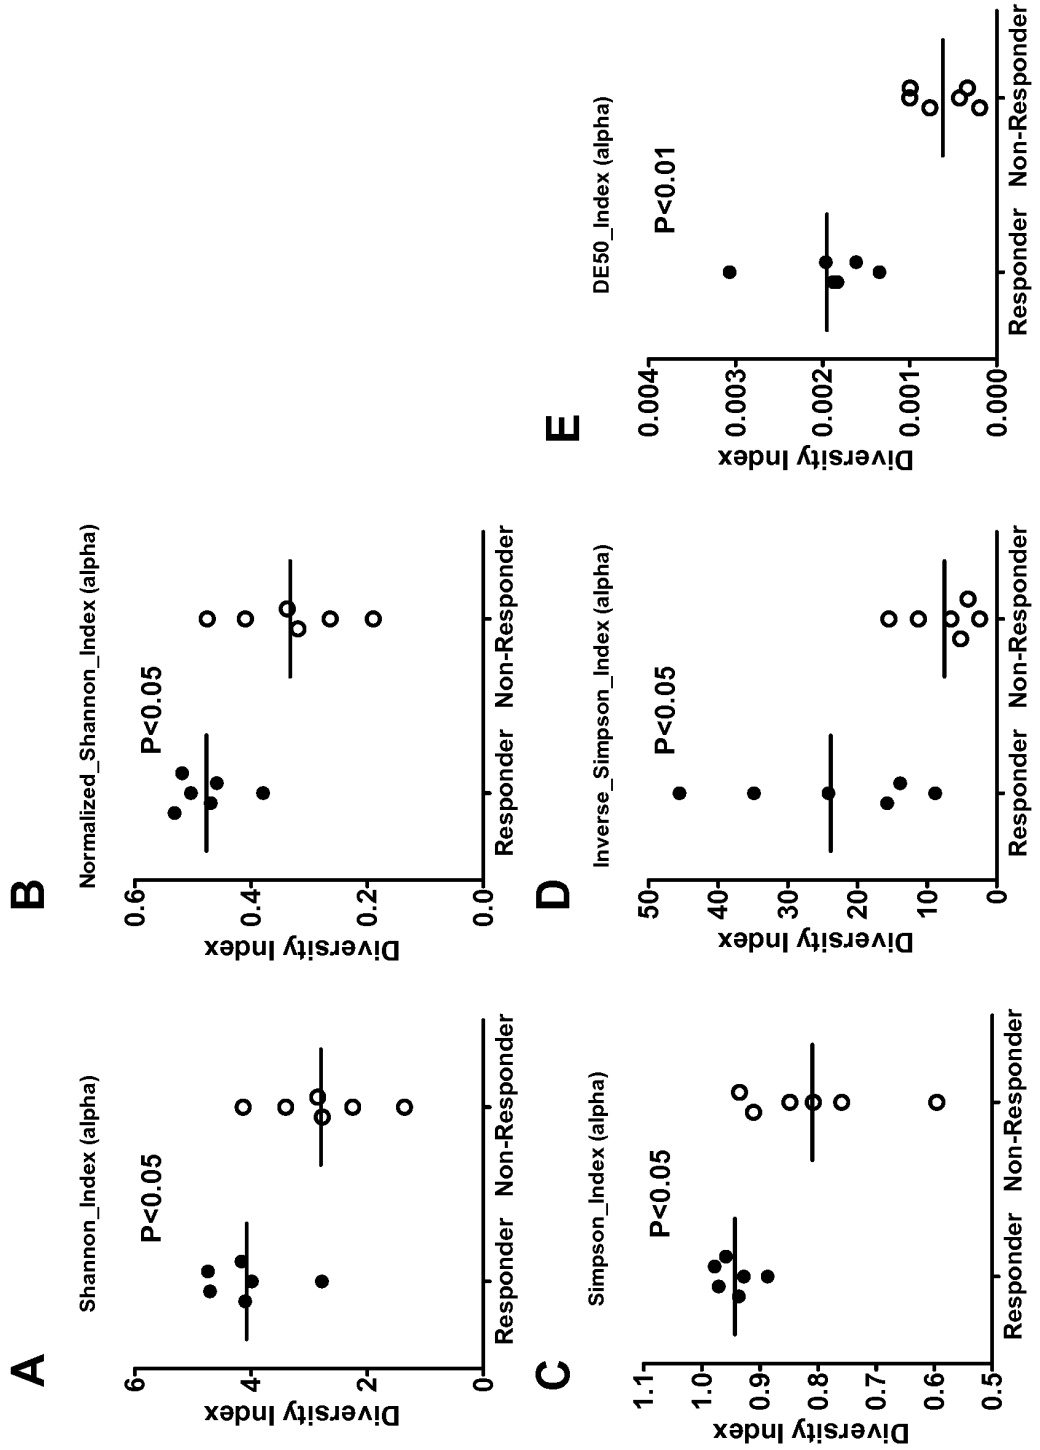 A
Shannon_Index (alpha)
P<0.05
Diversity Index
6
4
2
0
Responder Non-Responder
B
Normalized_Shannon_Index (alpha)
P<0.05
Diversity Index
0.6
0.4
0.2
0.0
Responder Non-Responder
C
Simpson_Index (alpha)
P<0.05
Diversity Index
1.1
1.0
0.9
0.8
0.7
0.6
0.5
Responder Non-Responder
D
Inverse_Simpson_Index (alpha)
P<0.05
Diversity Index
50
40
30
20
10
0
Responder Non-Responder
E
DE50_Index (alpha)
P<0.01
Diversity Index
0.004
0.003
0.002
0.001
0.000
Responder Non-Responder